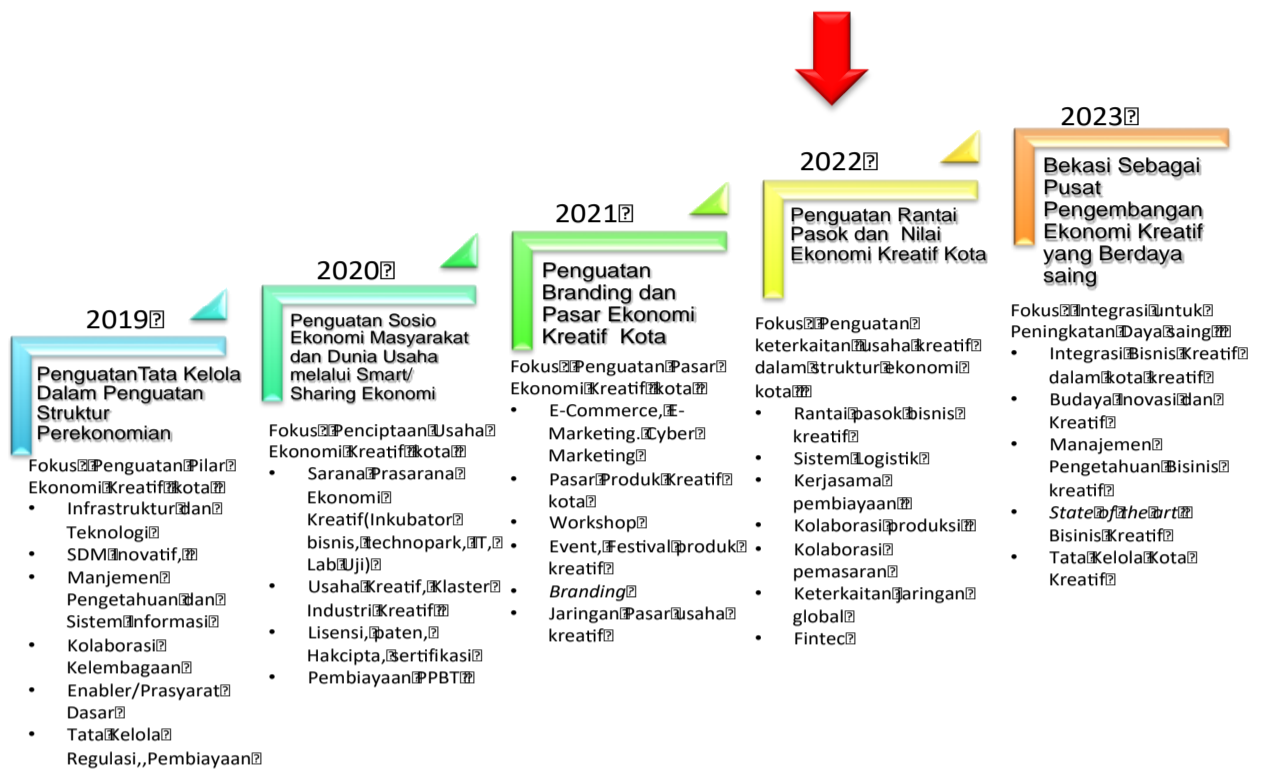 2019
PenguatanTata Kelola
Dalam Penguatan
Struktur
Perekonomian
Fokus : Penguatan Pilar
Ekonomi Kreatif kota
• Infrastruktur dan
Teknologi
• SDM Inovatif,
• Manjemen
Pengetahuan dan
Sistem Informasi
• Kolaborasi
Kelembagaan
• Enabler/Prasyarat
Dasar
• Tata Kelola
Regulasi,,Pembiayaan
2020
Penguatan Sosio
Ekonomi Masyarakat
dan Dunia Usaha
melalui Smart/
Sharing Ekonomi
Fokus : Penciptaan Usaha
Ekonomi Kreatif kota
• Sarana Prasarana
Ekonomi
Kreatif(Inkubator
bisnis, technopark, IT,
Lab Uji)
• Usaha Kreatif, Klaster
Industri Kreatif
• Lisensi, paten,
Hakcipta, sertifikasi
• Pembiayaan PPBT
2021
Penguatan
Branding dan
Pasar Ekonomi
Kreatif Kota
Fokus : Penguatan Pasar
Ekonomi Kreatif kota
• E-Commerce, E-
Marketing. Cyber
Marketing
• Pasar Produk Kreatif
kota
• Workshop
• Event, Festival produk
kreatif
• Branding
• Jaringan Pasar usaha
kreatif
2022
Penguatan Rantai
Pasok dan Nilai
Ekonomi Kreatif Kota
Fokus : Penguatan
keterkaitan usaha kreatif
dalam struktur ekonomi
kota
• Rantai pasok bisnis
kreatif
• Sistem Logistik
• Kerjasama
pembiayaan
• Kolaborasi produksi
• Kolaborasi
pemasaran
• Keterkaitan jaringan
global
• Fintec
2023
Bekasi Sebagai
Pusat
Pengembangan
Ekonomi Kreatif
yang Berdaya
saing
Fokus : Integrasi untuk
Peningkatan Daya saing
• Integrasi Bisnis Kreatif
dalam kota kreatif
• Budaya Inovasi dan
Kreatif
• Manajemen
Pengetahuan Bisinis
kreatif
• State of the art
Bisinis Kreatif
• Tata Kelola Kota
Kreatif